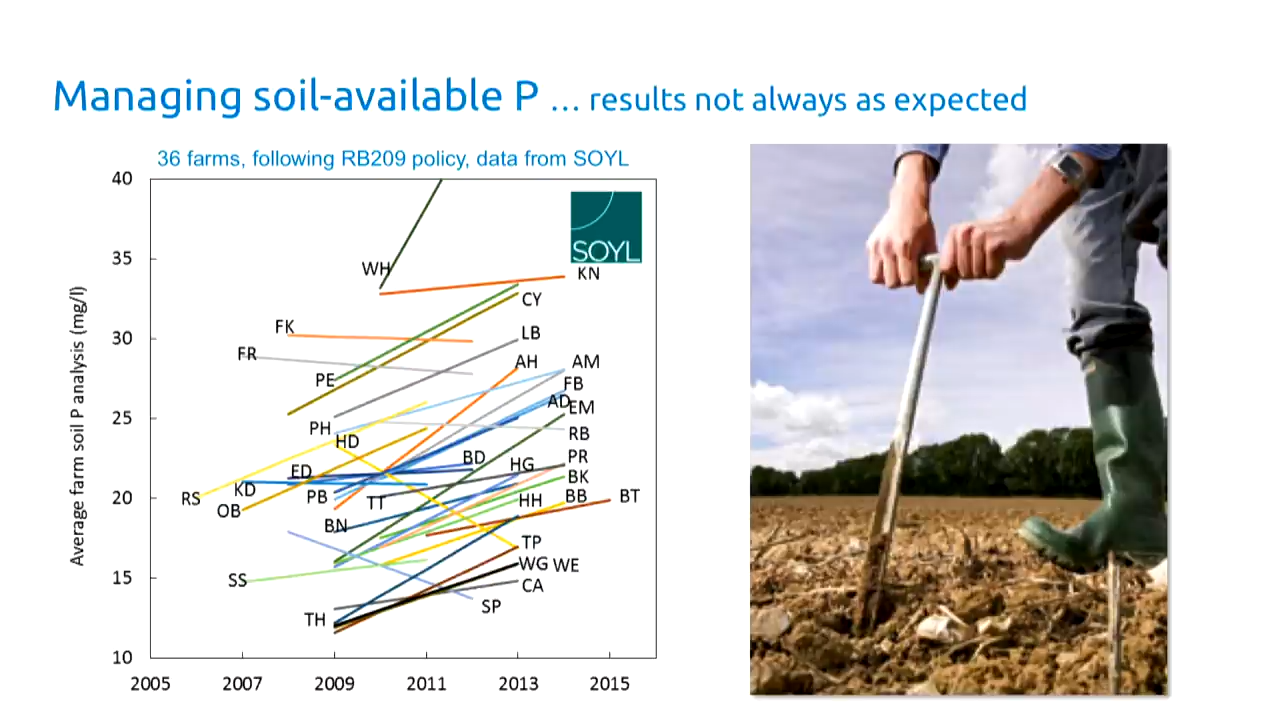 Managing soil-available P ... results not always as expected
36 farms, following RB209 policy, data from SOYL
Average farm soil P analysis (mg/l)
40
35
30
25
20
15
10
2005 2007 2009 2011 2013 2015
SOYL
WH
KN
CY
FK
LB
FR
AH
AM
PE
FB
AD
EM
PH
HD
RB
PR
ED
BD
HG
BK
RS
KD
PB
TT
HH
BB
BT
OB
BN
TP
SS
WG
WE
CA
TH
SP